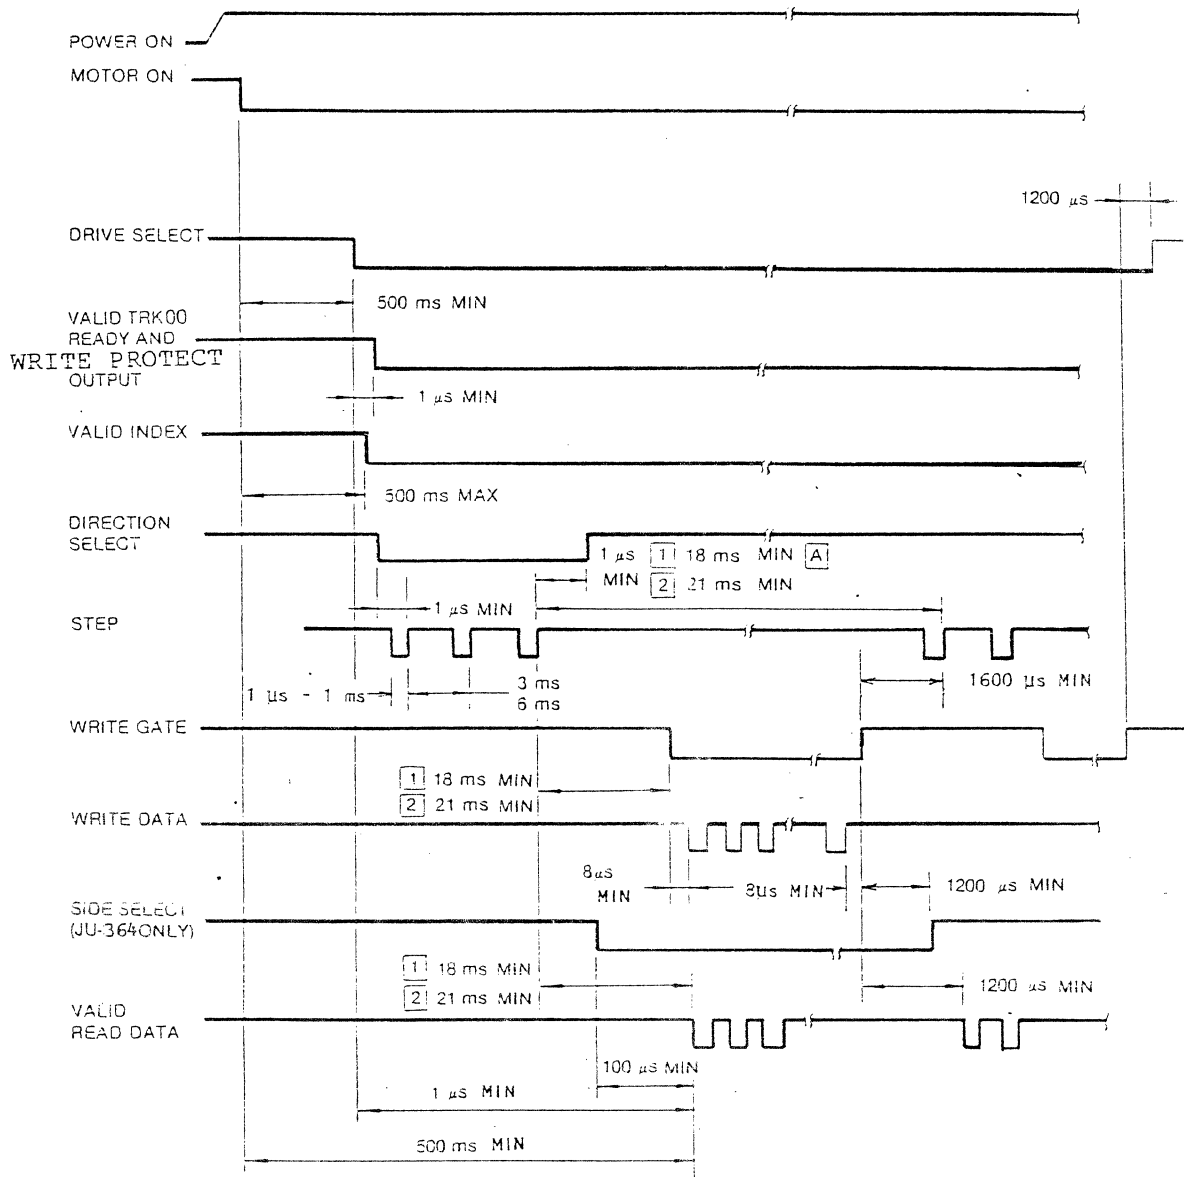 POWER ON
MOTOR ON
1200 µs
DRIVE SELECT
500 ms MIN
VALID TRK00
READY AND
WRITE PROTECT
OUTPUT
1 µs MIN
VALID INDEX
500 ms MAX
DIRECTION
SELECT
1 µs 1 18 ms MIN A
MIN 2 21 ms MIN
1 µs MIN
STEP
1 µs - 1 ms
3 ms
6 ms
1600 µs MIN
WRITE GATE
1 18 ms MIN
2 21 ms MIN
WRITE DATA
8µs
MIN
8µs MIN
1200 µs MIN
SIDE SELECT
(JU-364ONLY)
1 18 ms MIN
2 21 ms MIN
1200 µs MIN
VALID
READ DATA
100 µs MIN
1 µs MIN
500 ms MIN